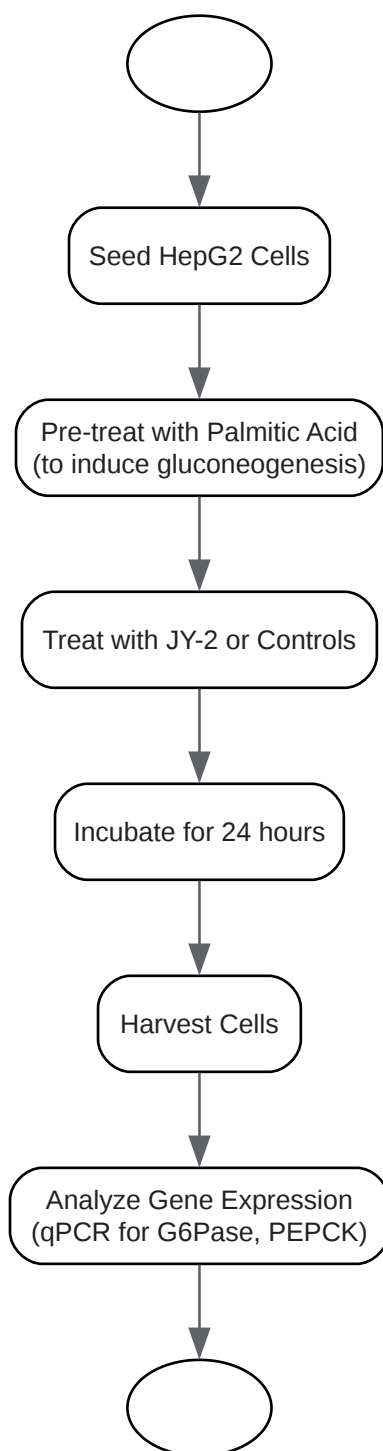 Seed HepG2 Cells
Pre-treat with Palmitic Acid
(to induce gluconeogenesis)
Treat with JY-2 or Controls
Incubate for 24 hours
Harvest Cells
Analyze Gene Expression
(qPCR for G6Pase, PEPCK)